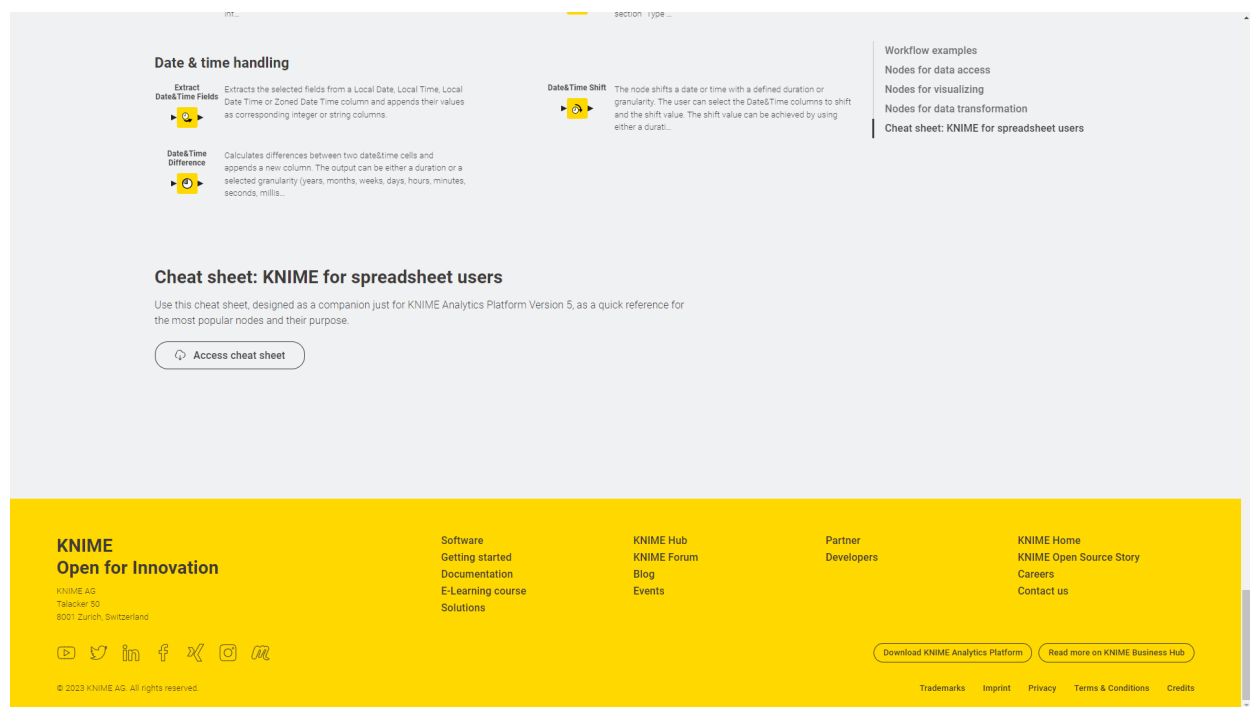 section "Type ...
Date & time handling
Extract
Date&Time Fields
Extracts the selected fields from a Local Date, Local Time, Local
Date Time or Zoned Date Time column and appends their values
as corresponding integer or string columns.
Date&Time Shift
The node shifts a date or time with a defined duration or
granularity. The user can select the Date&Time columns to shift
and the shift value. The shift value can be achieved by using
either a durati...
Date&Time
Difference
Calculates differences between two date&time cells and
appends a new column. The output can be either a duration or a
selected granularity (years, months, weeks, days, hours, minutes,
seconds, millis...
Workflow examples
Nodes for data access
Nodes for visualizing
Nodes for data transformation
Cheat sheet: KNIME for spreadsheet users
Cheat sheet: KNIME for spreadsheet users
Use this cheat sheet, designed as a companion just for KNIME Analytics Platform Version 5, as a quick reference for
the most popular nodes and their purpose.
Access cheat sheet
KNIME
Open for Innovation
KNIME AG
Talacker 50
8001 Zurich, Switzerland
Software
Getting started
Documentation
E-Learning course
Solutions
KNIME Hub
KNIME Forum
Blog
Events
Partner
Developers
KNIME Home
KNIME Open Source Story
Careers
Contact us
Download KNIME Analytics Platform
Read more on KNIME Business Hub
© 2023 KNIME AG. All rights reserved.
Trademarks
Imprint
Privacy
Terms & Conditions
Credits